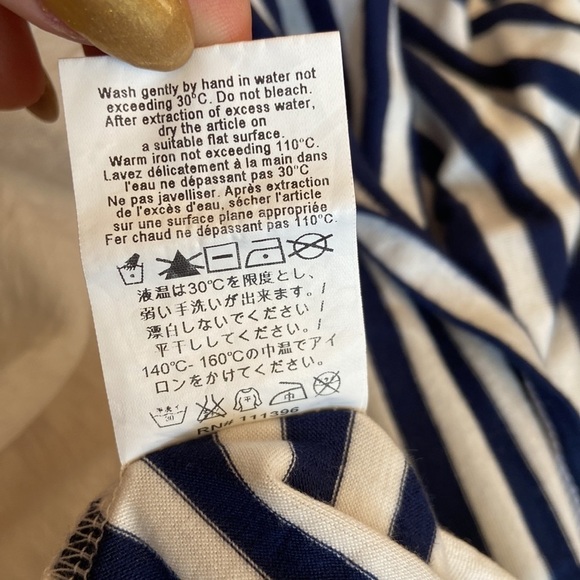 Wash gently by hand in water not
exceeding 30°C. Do not bleach.
After extraction of excess water,
dry the article on
a suitable flat surface.
Warm iron not exceeding 110°C.
Lavez délicatement à la main dans
l'eau ne dépassant pas 30°C
Ne pas javelliser. Après extraction
de l'excès d'eau, sécher l'article
sur une surface plane appropriée
Fer chaud ne dépassant pas 110°C.
液温は30℃を限度とし、
弱い手洗いが出来ます。/
漂白しないでください/
平干ししてください。/
140℃- 160℃の中温でアイ
ロンをかけてください。
中
RN# 111396